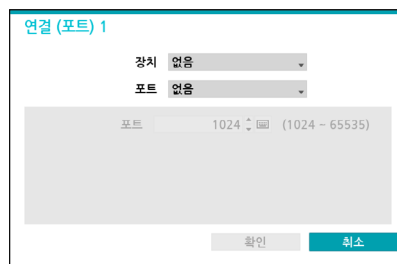 연결 (포트) 1
장치 없음
포트 없음
포트 1024 (1024 ~ 65535)
확인 취소